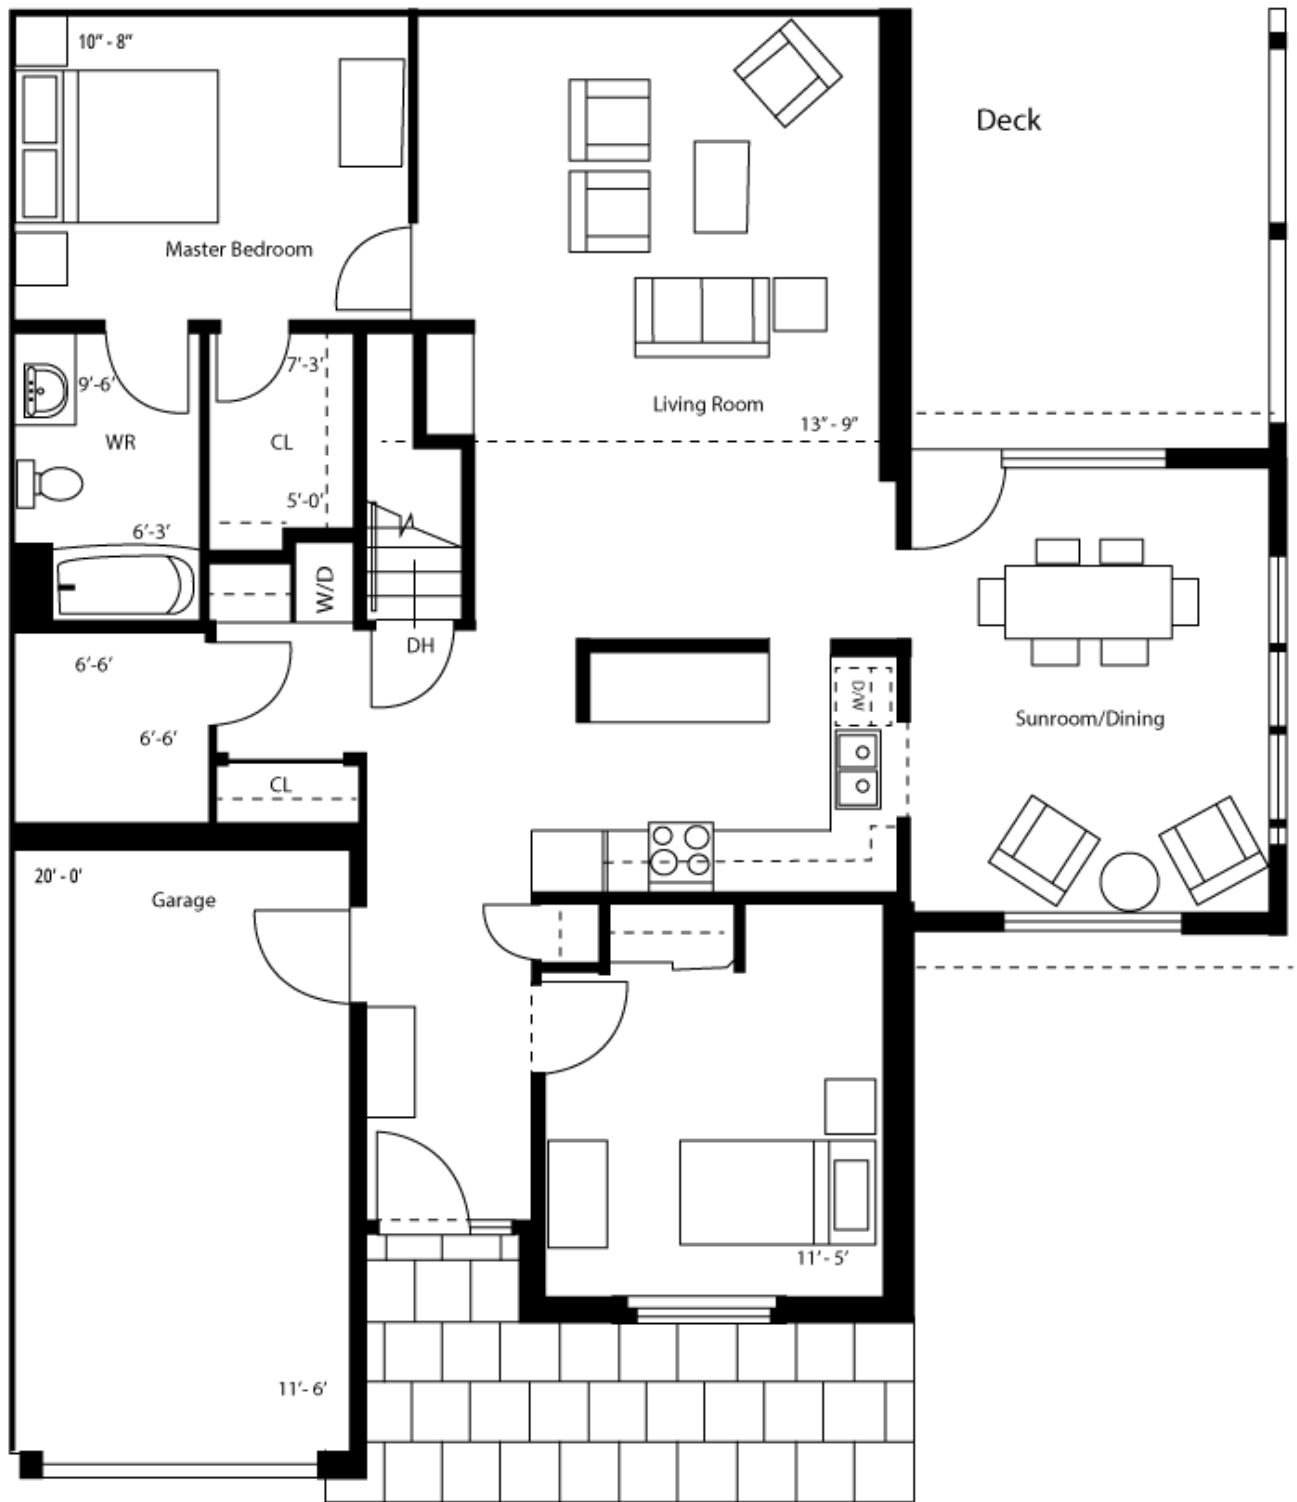 10” - 8”
Deck
Master Bedroom
7’-3’
9’-6’
Living Room
13” - 9”
WR
CL
5’-0’
6’-3’
W/D
DH
6’-6’
D/W
Sunroom/Dining
6’-6’
CL
20’ - 0’
Garage
11’ - 5’
11’- 6’